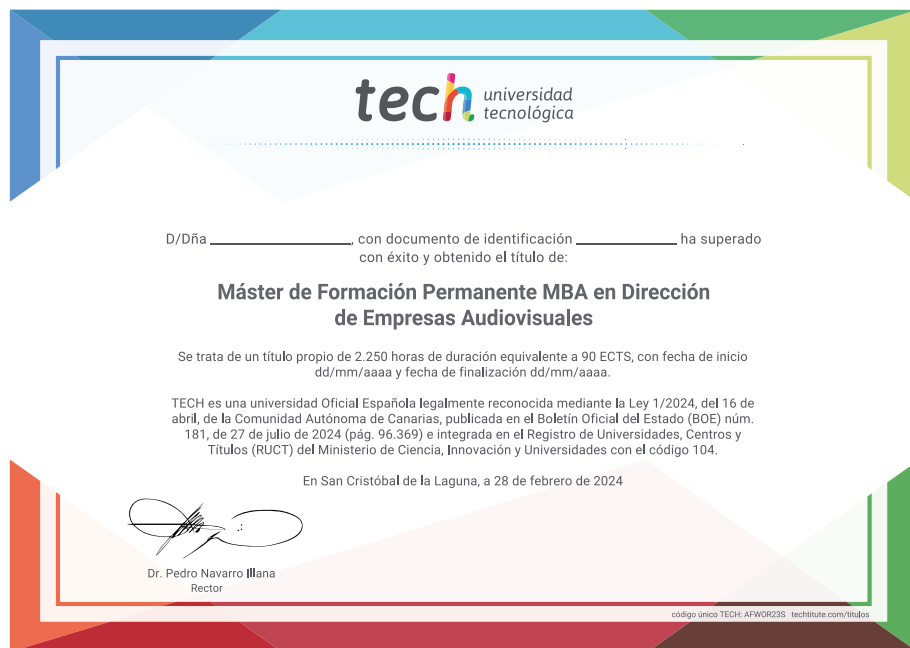 tech universidad
tecnológica
D/Dña ____________________, con documento de identificación ______________ ha superado
con éxito y obtenido el título de:
Máster de Formación Permanente MBA en Dirección
de Empresas Audiovisuales
Se trata de un título propio de 2.250 horas de duración equivalente a 90 ECTS, con fecha de inicio
dd/mm/aaaa y fecha de finalización dd/mm/aaaa.
TECH es una universidad Oficial Española legalmente reconocida mediante la Ley 1/2024, del 16 de
abril, de la Comunidad Autónoma de Canarias, publicada en el Boletín Oficial del Estado (BOE) núm.
181, de 27 de julio de 2024 (pág. 96.369) e integrada en el Registro de Universidades, Centros y
Títulos (RUCT) del Ministerio de Ciencia, Innovación y Universidades con el código 104.
En San Cristóbal de la Laguna, a 28 de febrero de 2024
Dr. Pedro Navarro Illana
Rector
código único TECH: AFWOR23S techtitute.com/titulos